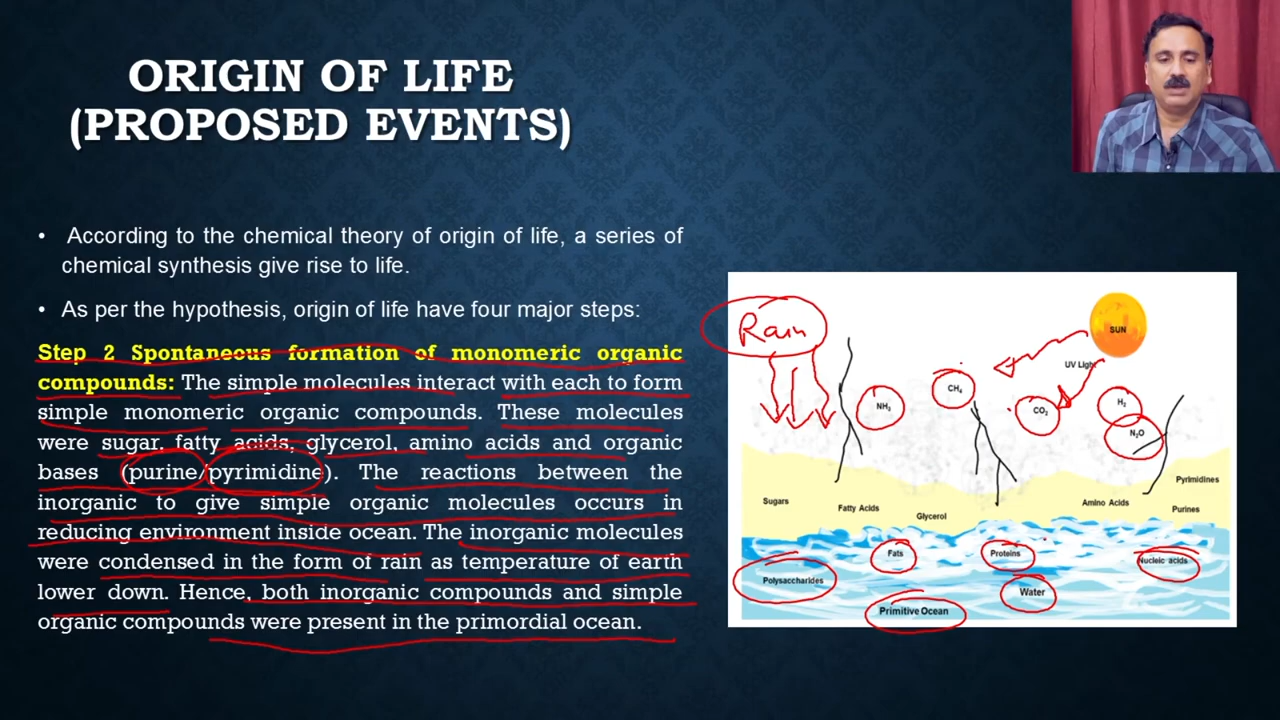 ORIGIN OF LIFE
(PROPOSED EVENTS)
• According to the chemical theory of origin of life, a series of
chemical synthesis give rise to life.
• As per the hypothesis, origin of life have four major steps:
Step 2 Spontaneous formation of monomeric organic
compounds: The simple molecules interact with each to form
simple monomeric organic compounds. These molecules
were sugar, fatty acids, glycerol, amino acids and organic
bases (purine/pyrimidine). The reactions between the
inorganic to give simple organic molecules occurs in
reducing environment inside ocean. The inorganic molecules
were condensed in the form of rain as temperature of earth
lower down. Hence, both inorganic compounds and simple
organic compounds were present in the primordial ocean.
Rain
SUN
UV Light
NH₃
CH₄
CO₂
H₂
N₂O
Sugars
Fatty Acids
Glycerol
Amino Acids
Pyrimidines
Purines
Polysaccharides
Fats
Proteins
Nucleic acids
Water
Primitive Ocean